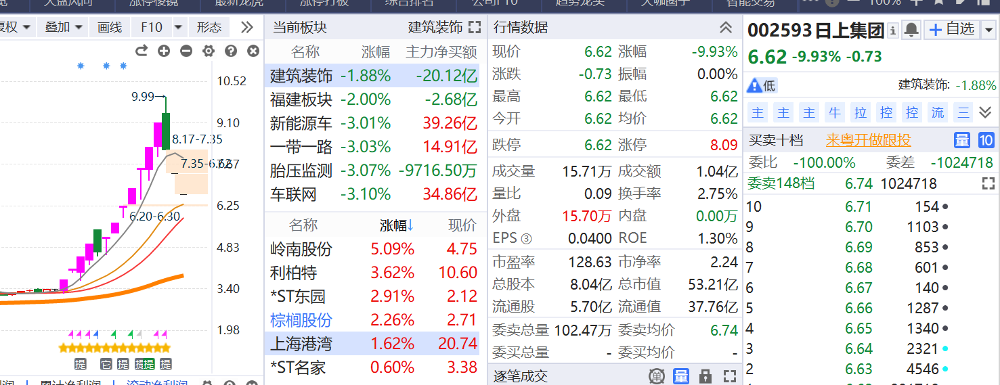 大盘风向 涨停棱镜 最新龙虎 涨停打板 综合排名 公司F10 趋势龙头 大咖圈子 智能交易 100%
复权 叠加 画线 F10 形态
9.99
8.17-7.35
6.20-6.30
10.52
9.10
6.25
4.83
3.40
1.98
提 它 提 提 提
累计净利润 滚动净利润
当前板块 建筑装饰
名称 涨幅 主力净买额
建筑装饰 -1.88% -20.12亿
福建板块 -2.00% -2.68亿
新能源车 -3.01% 39.26亿
一带一路 -3.03% 14.91亿
胎压监测 -3.07% -9716.50万
车联网 -3.10% 34.86亿
名称 涨幅↓ 现价
岭南股份 5.09% 4.75
利柏特 3.62% 10.60
*ST东园 2.91% 2.12
棕榈股份 2.26% 2.71
上海港湾 1.62% 20.74
*ST名家 0.60% 3.38
行情数据
现价 6.62 涨幅 -9.93%
涨跌 -0.73 振幅 0.00%
最高 6.62 最低 6.62
今开 6.62 均价 6.62
跌停 6.62 涨停 8.09
成交量 15.71万 成交额 1.04亿
量比 0.09 换手率 2.75%
外盘 15.70万 内盘 0.00万
EPS ③ 0.0400 ROE 1.30%
市盈率 128.63 市净率 2.24
总股本 8.04亿 总市值 53.21亿
流通股 5.70亿 流通值 37.76亿
委卖总量 102.47万 委卖均价 6.74
委买总量 - 委买均价 -
逐笔成交 单 量
002593 日上集团 自选
6.62 -9.93% -0.73
低 建筑装饰: -1.88%
主 主 主 牛 拉 控 控 流 三
买卖十档 来粤开做跟投 量 10
委比 -100.00% 委差 -1024718
委卖148档 6.74 1024718
10 6.71 154
9 6.70 1103
8 6.69 853
7 6.68 601
6 6.67 140
5 6.66 1287
4 6.65 1340
3 6.64 2321
2 6.63 4546